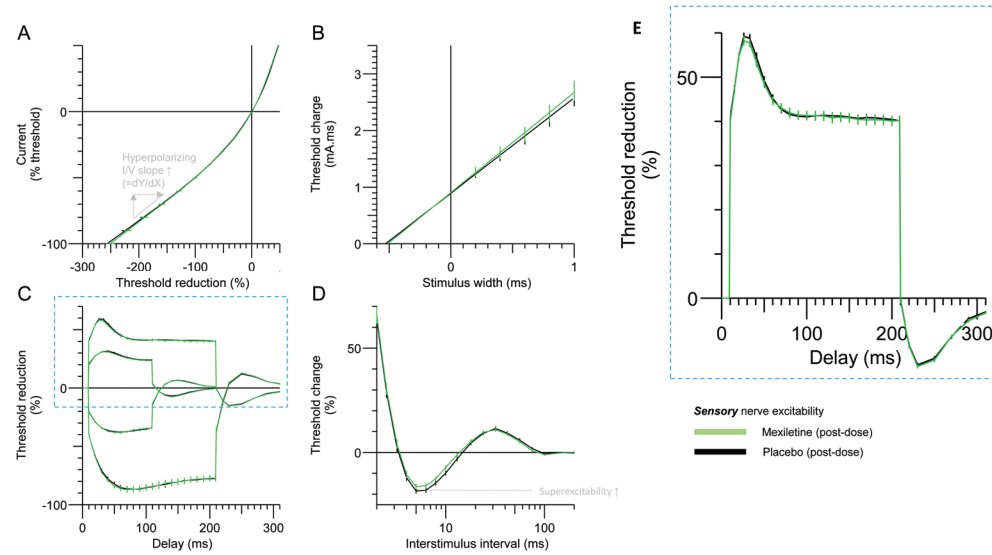 A
Current
(% threshold)
0
-100
Hyperpolarizing
I/V slope ↑
(=dY/dX)
-300
-200
-100
0
Threshold reduction (%)
B
Threshold charge
(mA.ms)
3
2
1
0
0
1
Stimulus width (ms)
C
Threshold reduction
(%)
0
-100
0
100
200
300
Delay (ms)
D
Threshold change
(%)
50
0
Superexcitability ↑
10
100
Interstimulus interval (ms)
E
Threshold reduction
(%)
50
0
0
100
200
300
Delay (ms)
Sensory nerve excitability
Mexiletine (post-dose)
Placebo (post-dose)